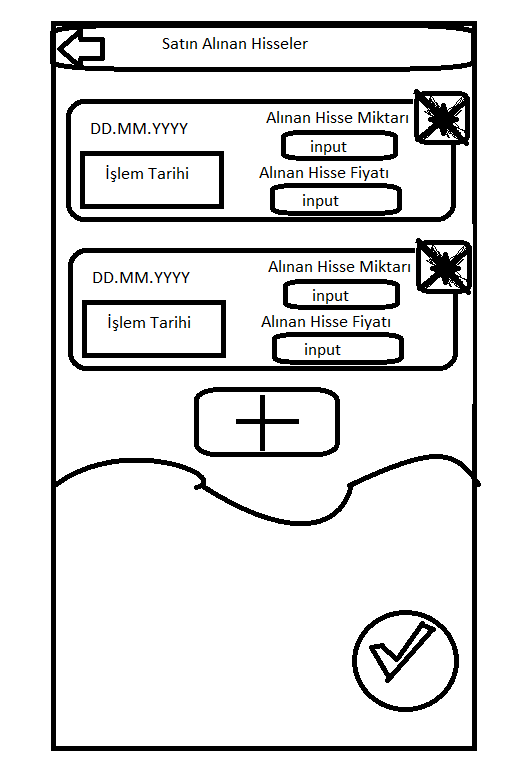 Satın Alınan Hisseler
DD.MM.YYYY
İşlem Tarihi
Alınan Hisse Miktarı
input
Alınan Hisse Fiyatı
input
DD.MM.YYYY
İşlem Tarihi
Alınan Hisse Miktarı
input
Alınan Hisse Fiyatı
input